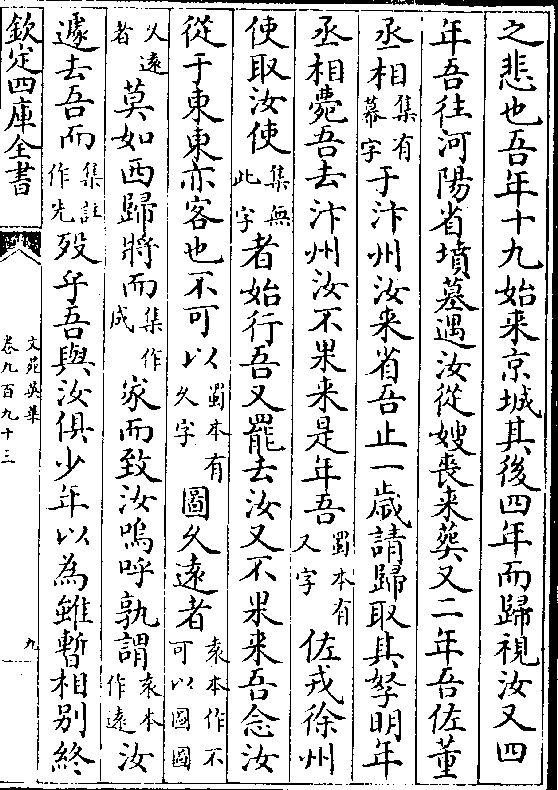 之悲也吾年十九始来京城其後四年而歸視汝又四
年吾往河陽省墳墓遇汝從嫂喪来葵又二年吾佐董
丞相集有幕字于汴州汝来省吾止一歳請歸取其孥明年
丞相薨吾去汴州汝不果来是年吾蜀本有又字佐戎徐州
使取汝使集無此字者始行吾又罷去汝又不果来吾念汝
從于東東亦客也不可以蜀本有久字圖久遠者袁本作不可以圖圖
久遠者莫如西歸將而集作成家而致汝嗚呼孰謂袁本作遠汝
遽去吾而集註作先殁乎吾與汝俱少年以為雖暫相别終
欽定四庫全書
文苑英華
卷九百九十三
九